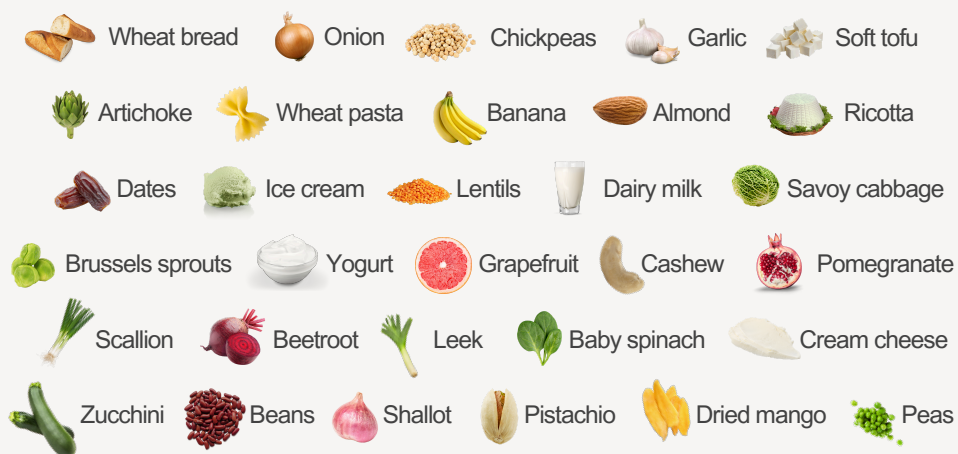 Wheat bread Onion Chickpeas Garlic Soft tofu
Artichoke Wheat pasta Banana Almond Ricotta
Dates Ice cream Lentils Dairy milk Savoy cabbage
Brussels sprouts Yogurt Grapefruit Cashew Pomegranate
Scallion Beetroot Leek Baby spinach Cream cheese
Zucchini Beans Shallot Pistachio Dried mango Peas